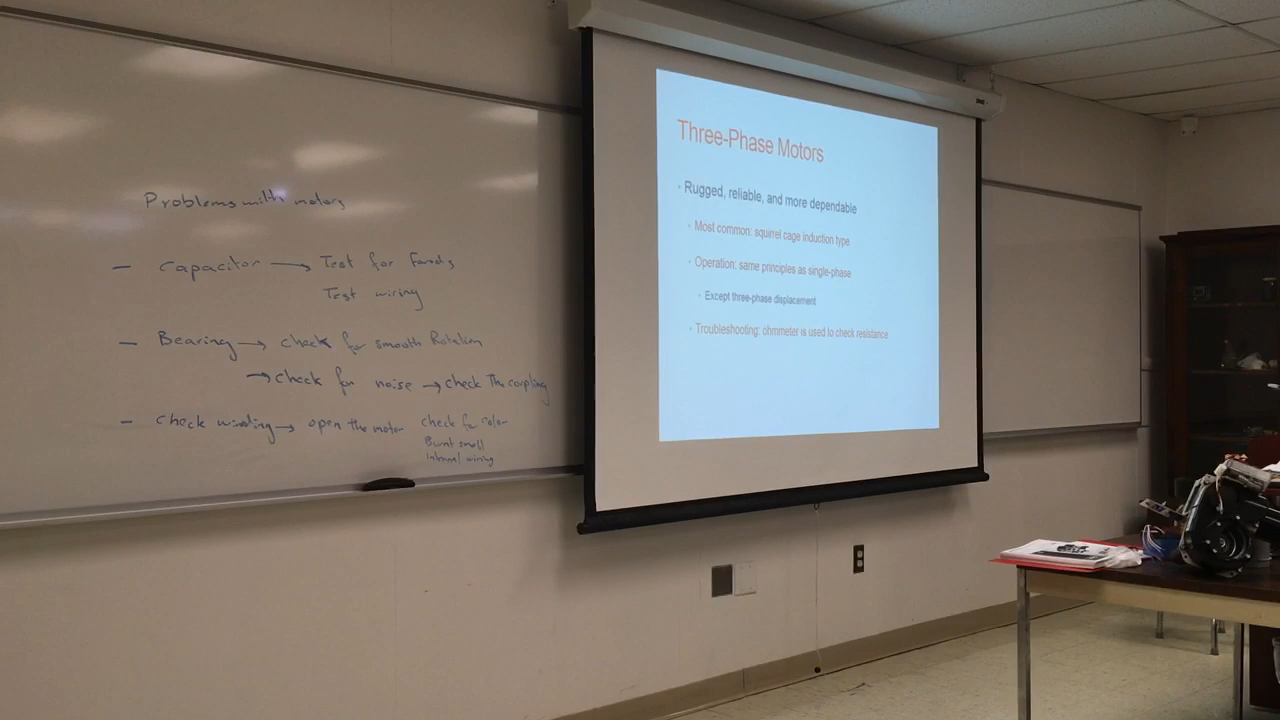 Problems with motors
— Capacitor → Test for Farads
Test wiring
— Bearing → check for smooth Rotation
→ check for noise → check The coupling
— Check winding → open the motor check for color
Burnt smell
Internal wiring
Three-Phase Motors
• Rugged, reliable, and more dependable
• Most common: squirrel cage induction type
• Operation: same principles as single-phase
• Except three-phase displacement
• Troubleshooting: ohmmeter is used to check resistance